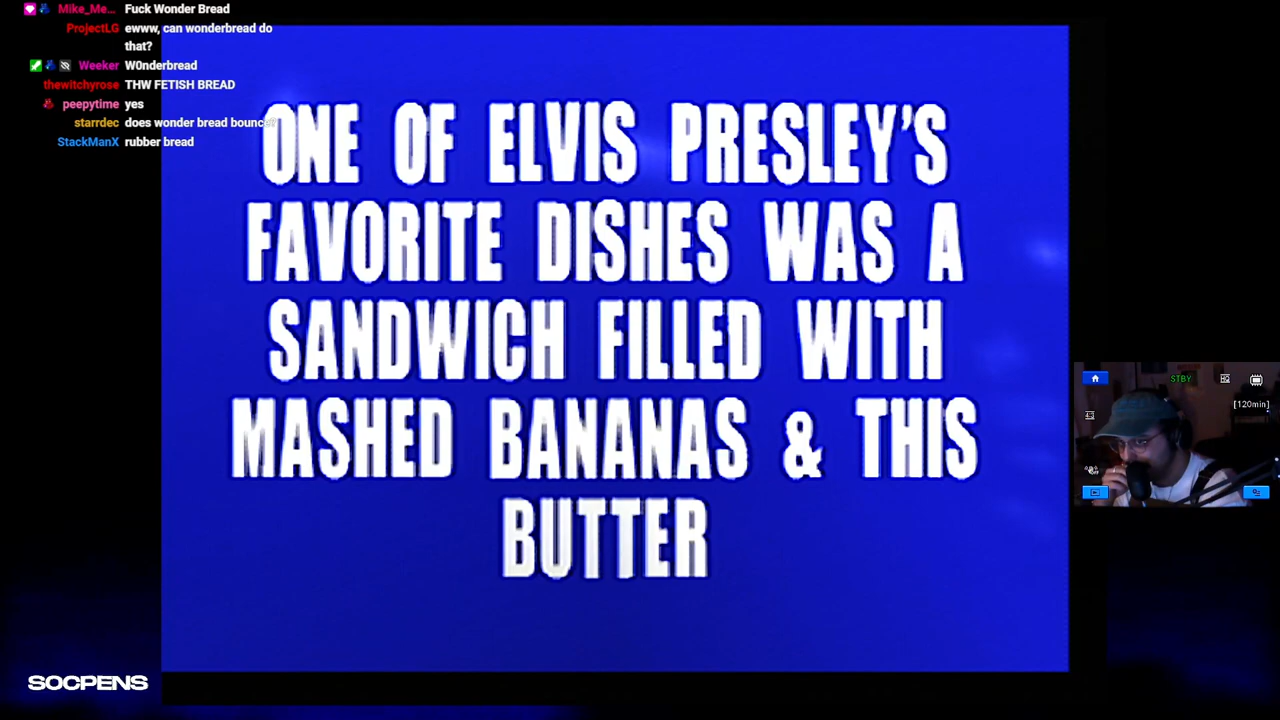 Mike_Me... Fuck Wonder Bread
ProjectLG ewww, can wonderbread do
that?
Weeker W0nderbread
thewitchyrose THW FETISH BREAD
peepytime yes
starrdec does wonder bread bounce?
StackManX rubber bread
ONE OF ELVIS PRESLEY'S
FAVORITE DISHES WAS A
SANDWICH FILLED WITH
MASHED BANANAS & THIS
BUTTER
STBY
[120min]
SOCPENS